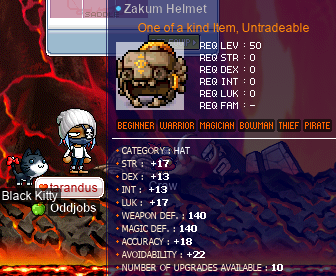 Zakum Helmet
One of a kind Item, Untradeable
REQ LEV : 50
REQ STR : 0
REQ DEX : 0
REQ INT : 0
REQ LUK : 0
REQ FAM : -
BEGINNER WARRIOR MAGICIAN BOWMAN THIEF PIRATE
CATEGORY : HAT
STR : +17
DEX : +13
INT : +13
LUK : +17
WEAPON DEF. : 140
MAGIC DEF. : 140
ACCURACY : +18
AVOIDABILITY : +22
NUMBER OF UPGRADES AVAILABLE : 10
tarandus
Black Kitty
Oddjobs